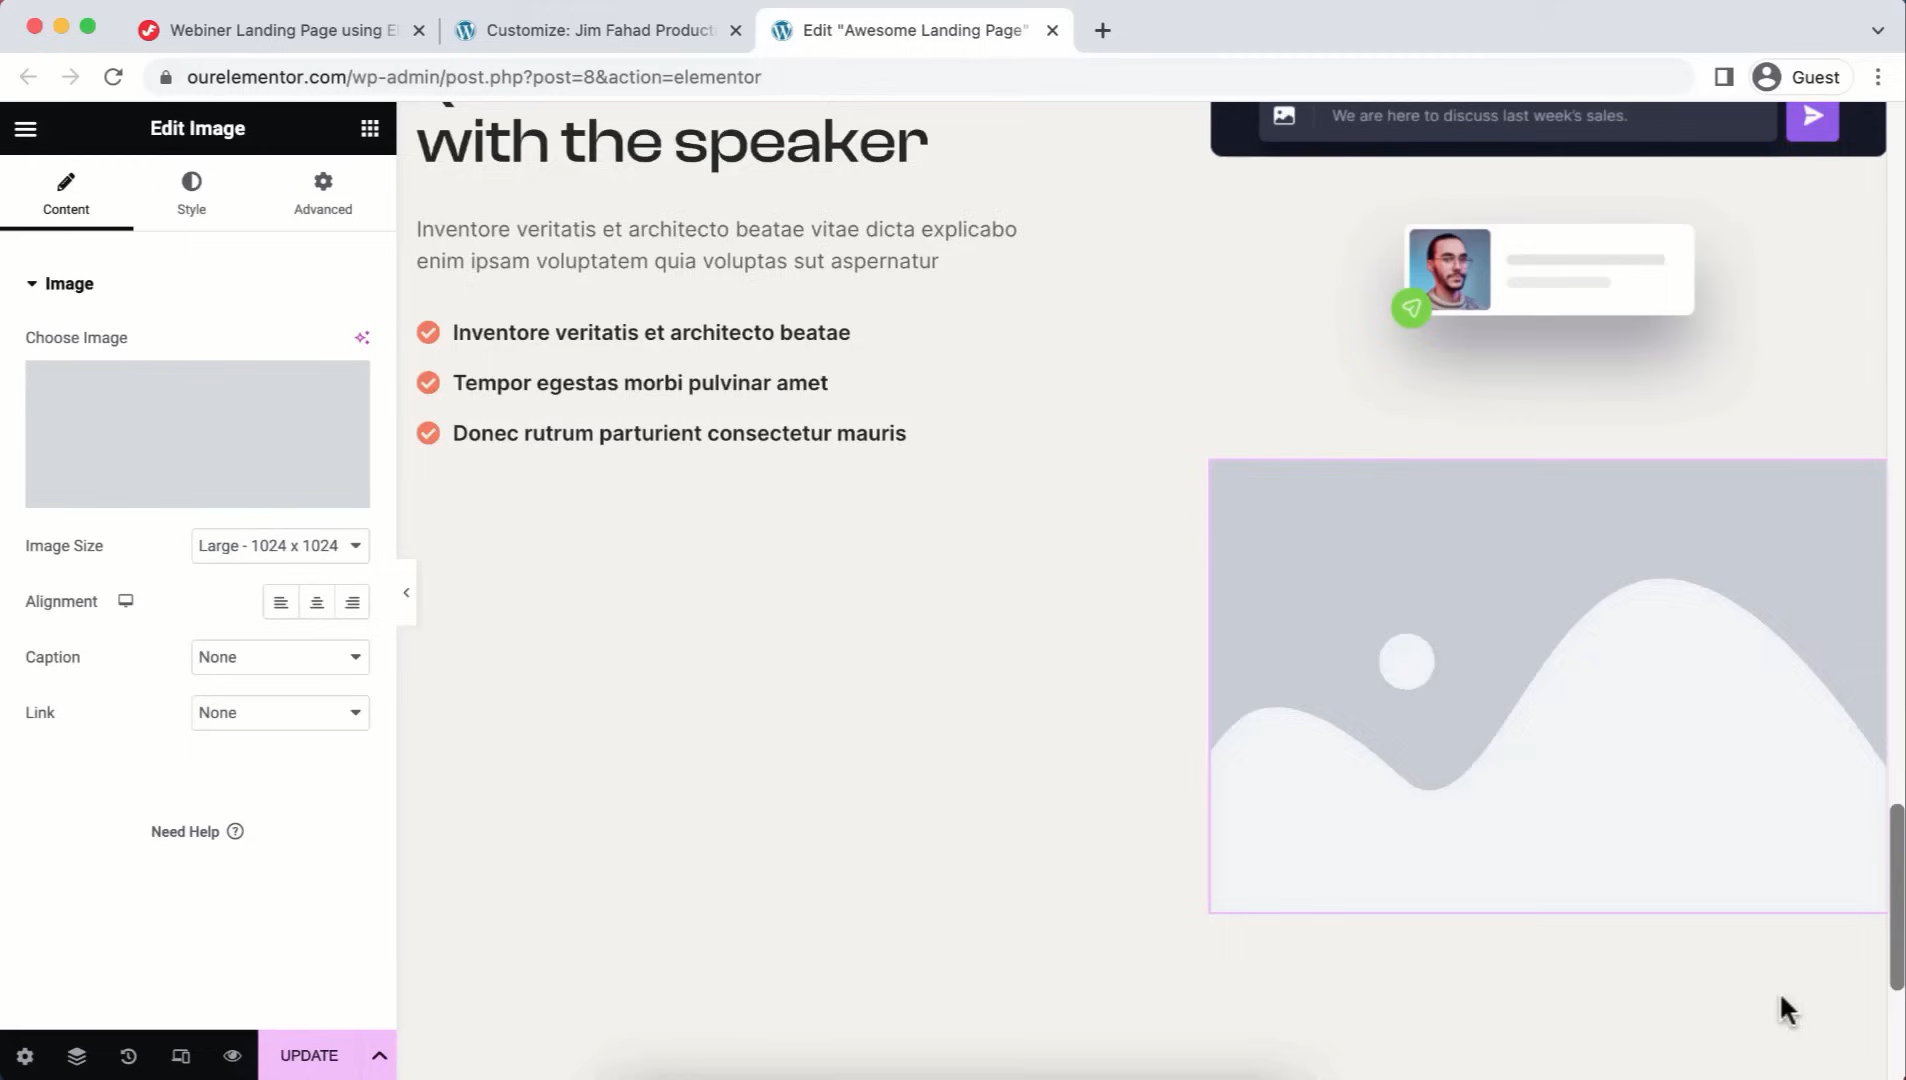 Webiner Landing Page using El
Customize: Jim Fahad Product
Edit "Awesome Landing Page"
ourelementor.com/wp-admin/post.php?post=8&action=elementor
Guest
Edit Image
Content
Style
Advanced
Image
Choose Image
Image Size
Large - 1024 x 1024
Alignment
Caption
None
Link
None
Need Help
UPDATE
with the speaker
Inventore veritatis et architecto beatae vitae dicta explicabo
enim ipsam voluptatem quia voluptas sut aspernatur
Inventore veritatis et architecto beatae
Tempor egestas morbi pulvinar amet
Donec rutrum parturient consectetur mauris
We are here to discuss last week's sales.